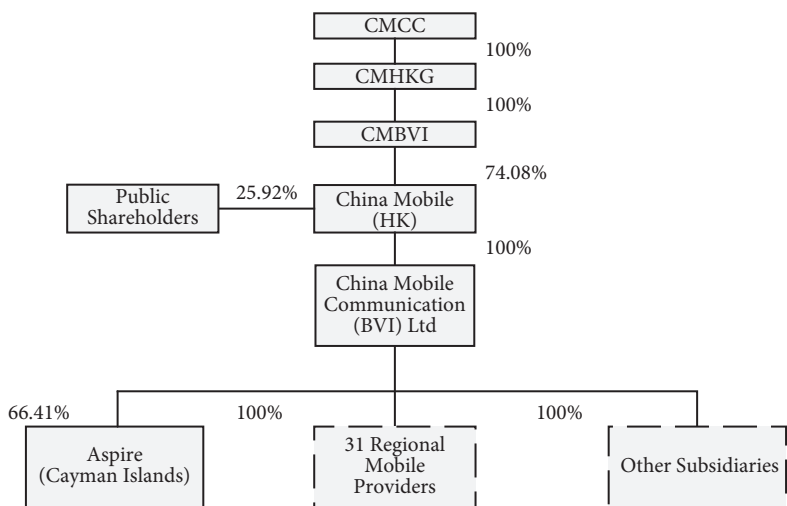 CMCC
100%
CMHKG
100%
CMBVI
74.08%
Public
Shareholders
25.92%
China Mobile
(HK)
100%
China Mobile
Communication
(BVI) Ltd
66.41%
100%
100%
Aspire
(Cayman Islands)
31 Regional
Mobile
Providers
Other Subsidiaries